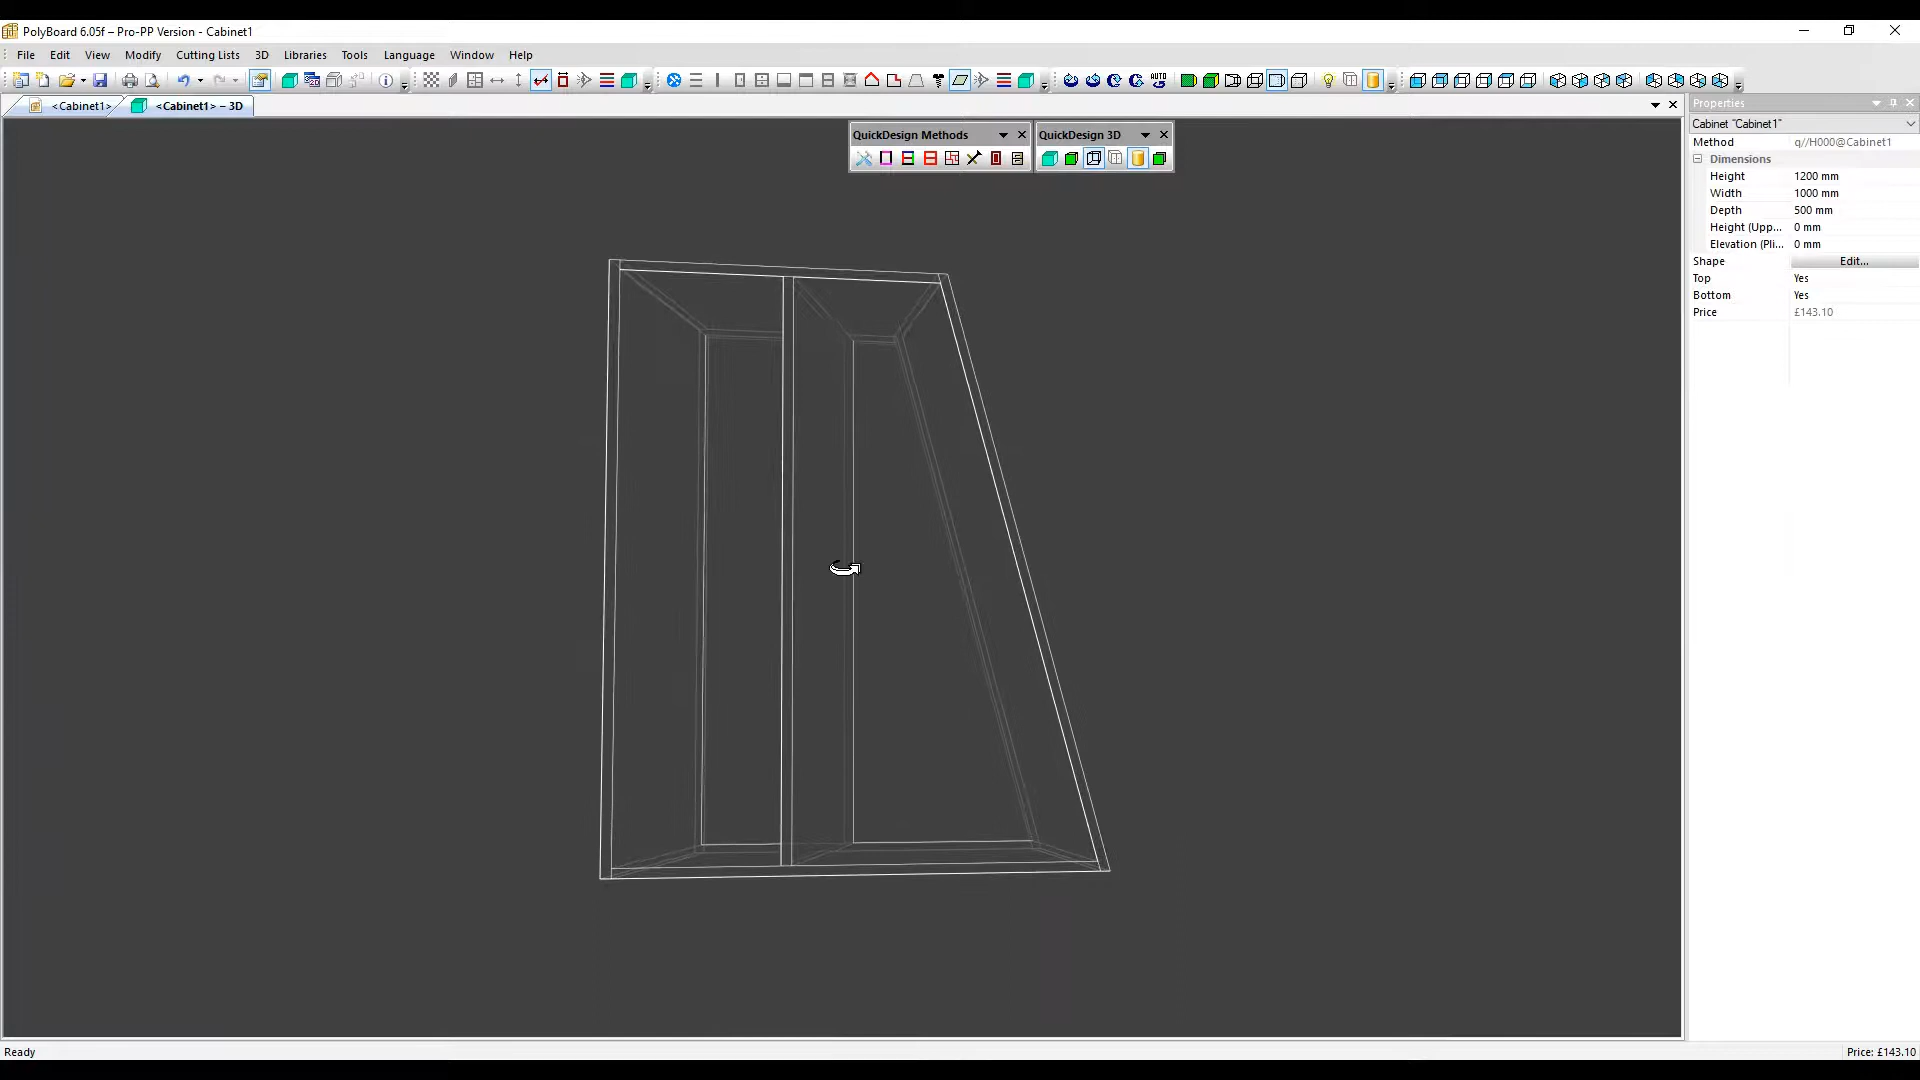 PolyBoard 6.05f – Pro-PP Version - Cabinet1
File Edit View Modify Cutting Lists 3D Libraries Tools Language Window Help
AUTO
<Cabinet1> <Cabinet1> – 3D
Properties
QuickDesign Methods QuickDesign 3D
Cabinet "Cabinet1"
Method q//H000@Cabinet1
Dimensions
Height 1200 mm
Width 1000 mm
Depth 500 mm
Height (Upp... 0 mm
Elevation (Pli... 0 mm
Shape Edit...
Top Yes
Bottom Yes
Price £143.10
Ready Price: £143.10